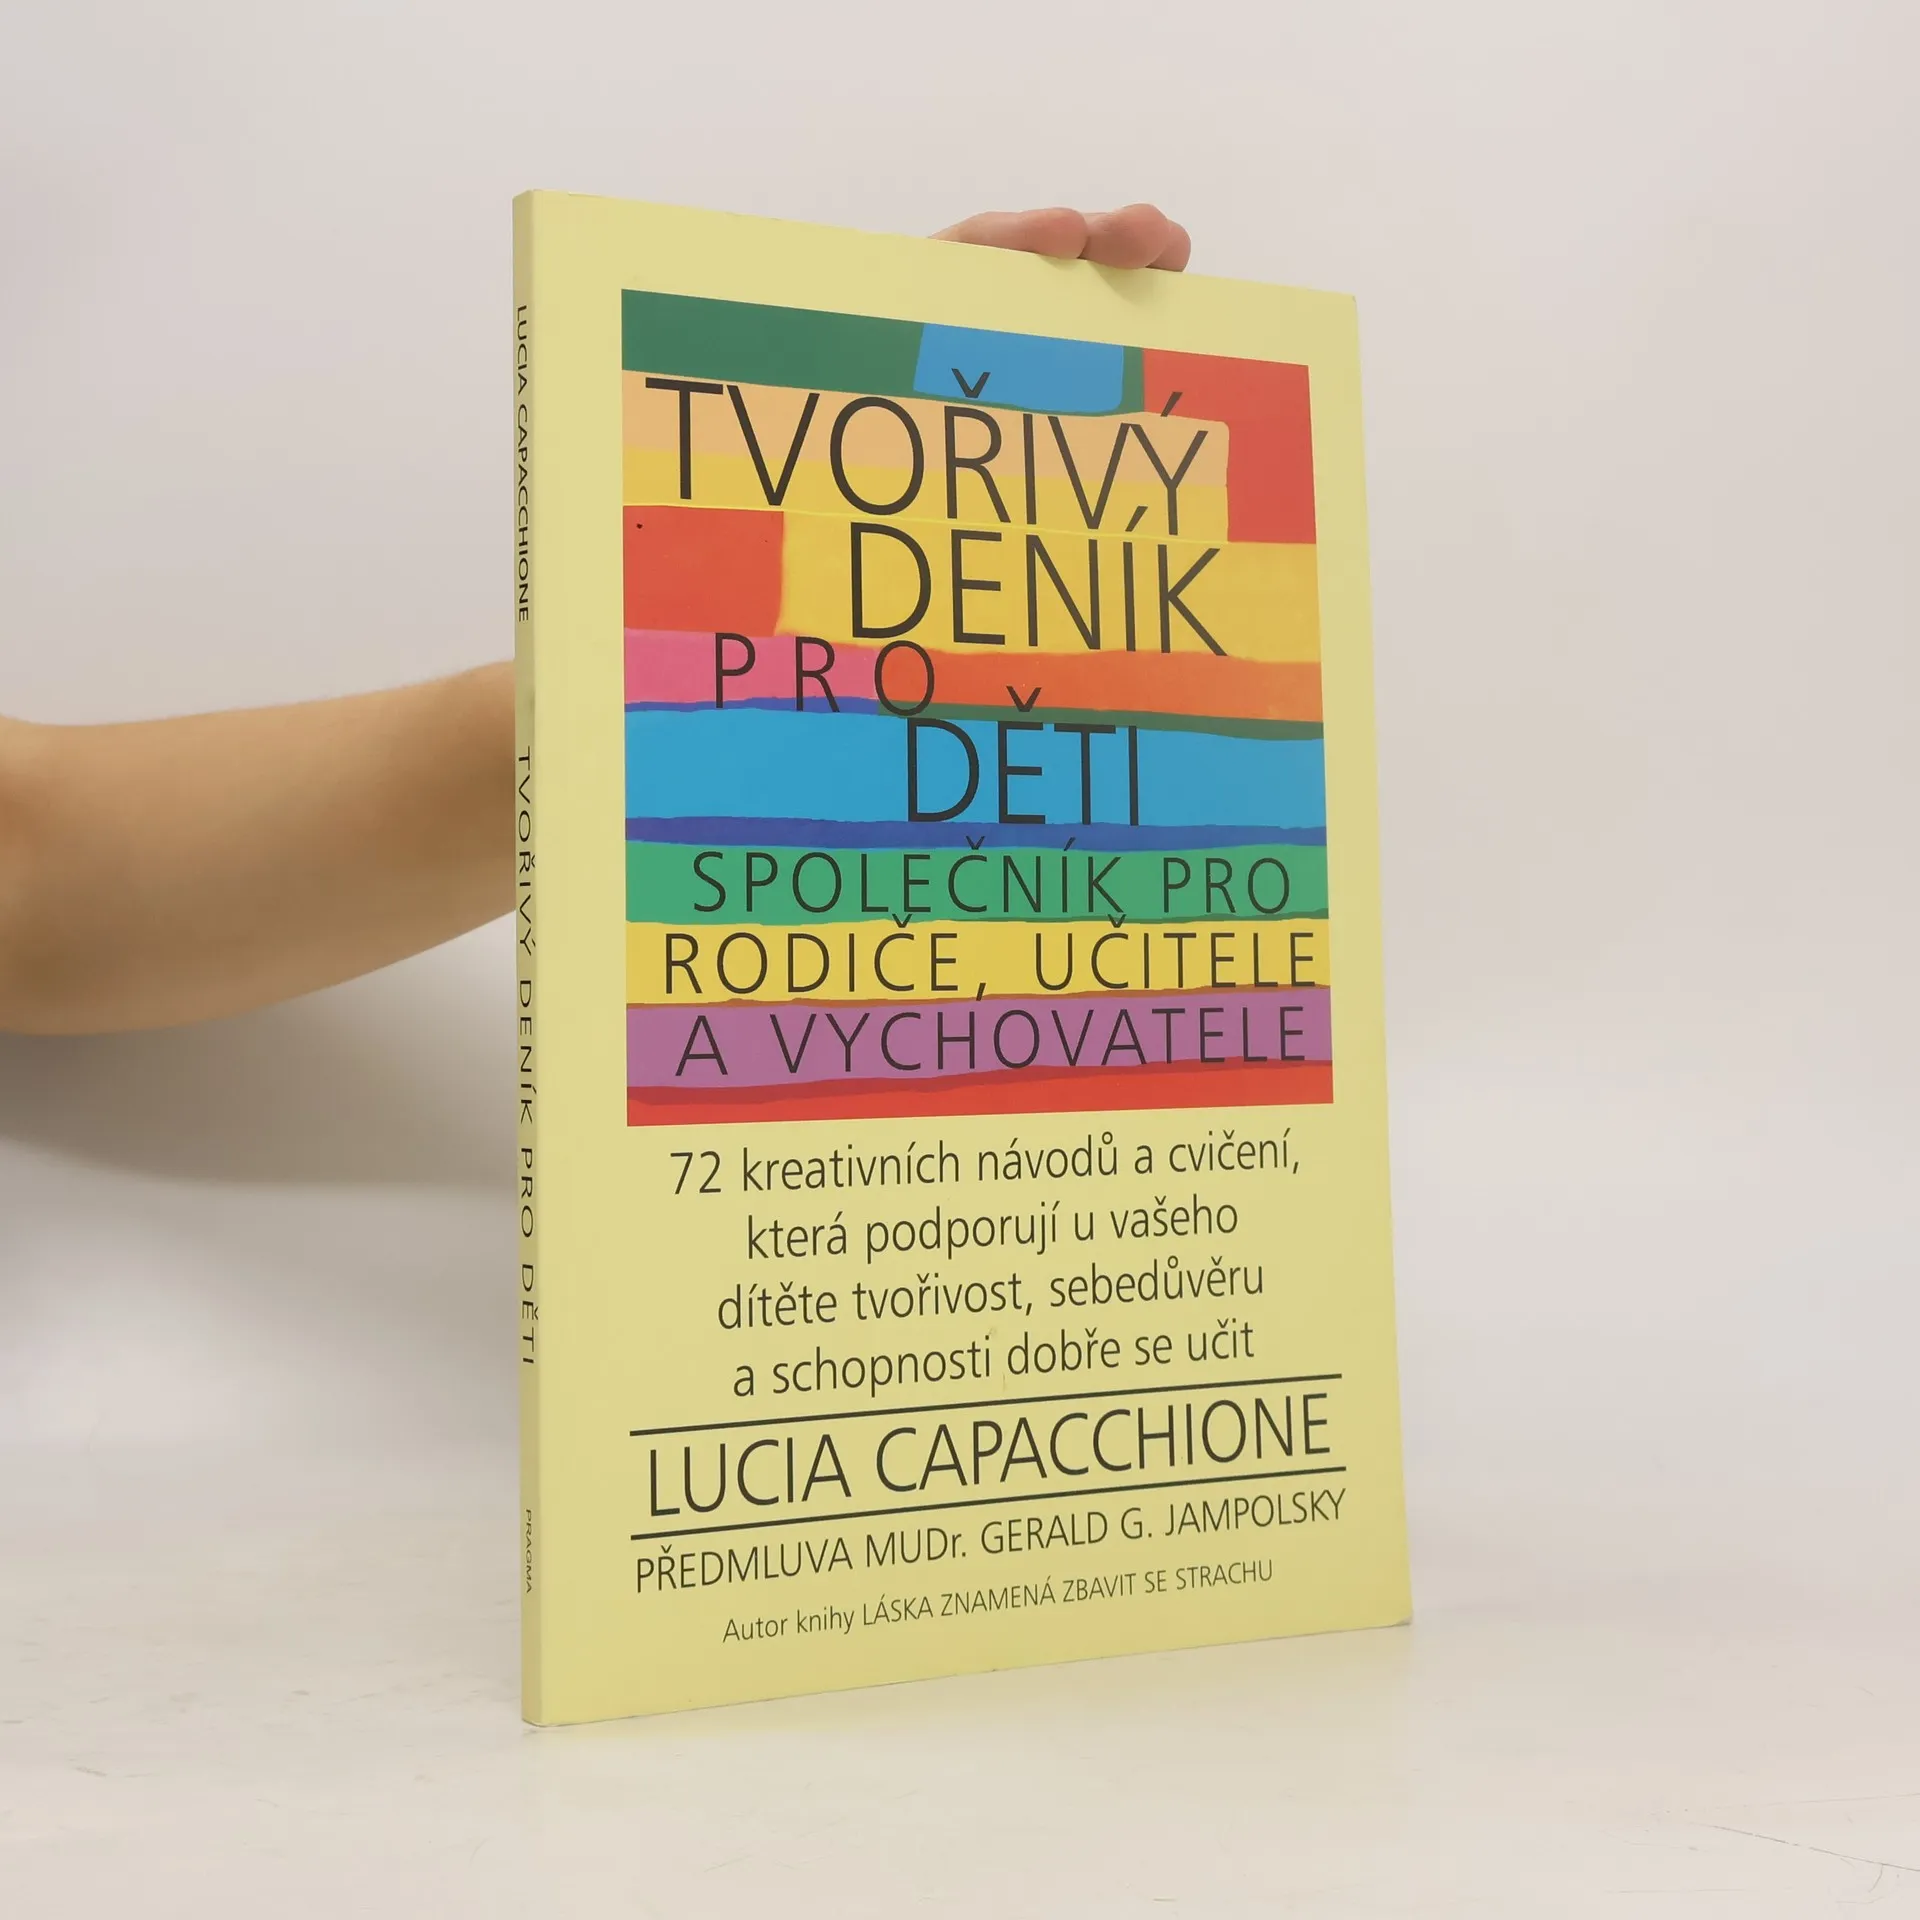 TVOŘIVÝ
DENÍK
PRO
DĚTI
SPOLEČNÍK PRO
RODIČE, UČITELE
A VYCHOVATELE
72 kreativních návodů a cvičení,
která podporují u vašeho
dítěte tvořivost, sebedůvěru
a schopnosti dobře se učit
LUCIA CAPACCHIONE
PŘEDMLUVA MUDr. GERALD G. JAMPOLSKY
Autor knihy LÁSKA ZNAMENÁ ZBAVIT SE STRACHU
LUCIA CAPACCHIONE TVOŘIVÝ DENÍK PRO DĚTI PRAGMA